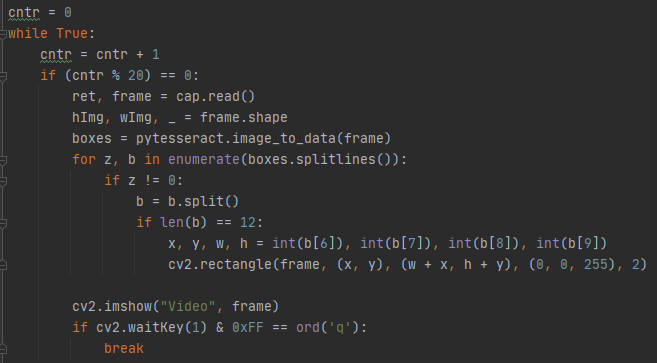 cntr = 0
while True:
    cntr = cntr + 1
    if (cntr % 20) == 0:
        ret, frame = cap.read()
        hImg, wImg, _ = frame.shape
        boxes = pytesseract.image_to_data(frame)
        for z, b in enumerate(boxes.splitlines()):
            if z != 0:
                b = b.split()
                if len(b) == 12:
                    x, y, w, h = int(b[6]), int(b[7]), int(b[8]), int(b[9])
                    cv2.rectangle(frame, (x, y), (w + x, h + y), (0, 0, 255), 2)
        cv2.imshow("Video", frame)
        if cv2.waitKey(1) & 0xFF == ord('q'):
            break